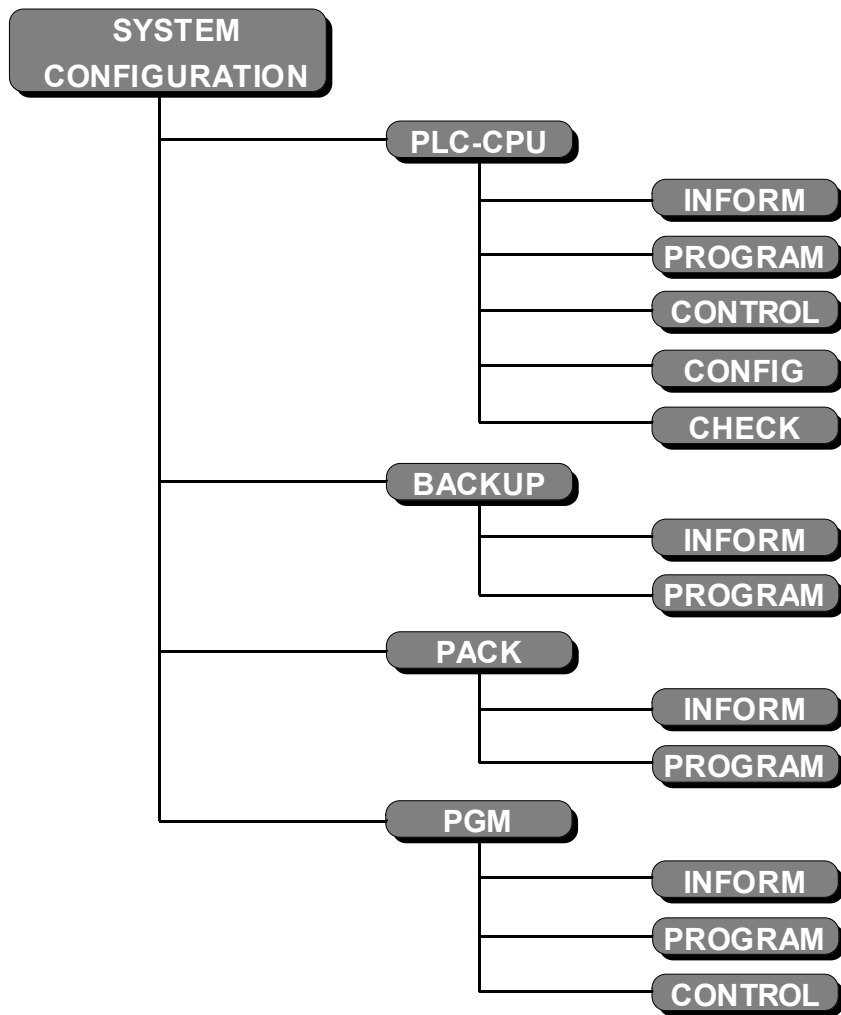 SYSTEM
CONFIGURATION
PLC-CPU
INFORM
PROGRAM
CONTROL
CONFIG
CHECK
BACKUP
INFORM
PROGRAM
PACK
INFORM
PROGRAM
PGM
INFORM
PROGRAM
CONTROL